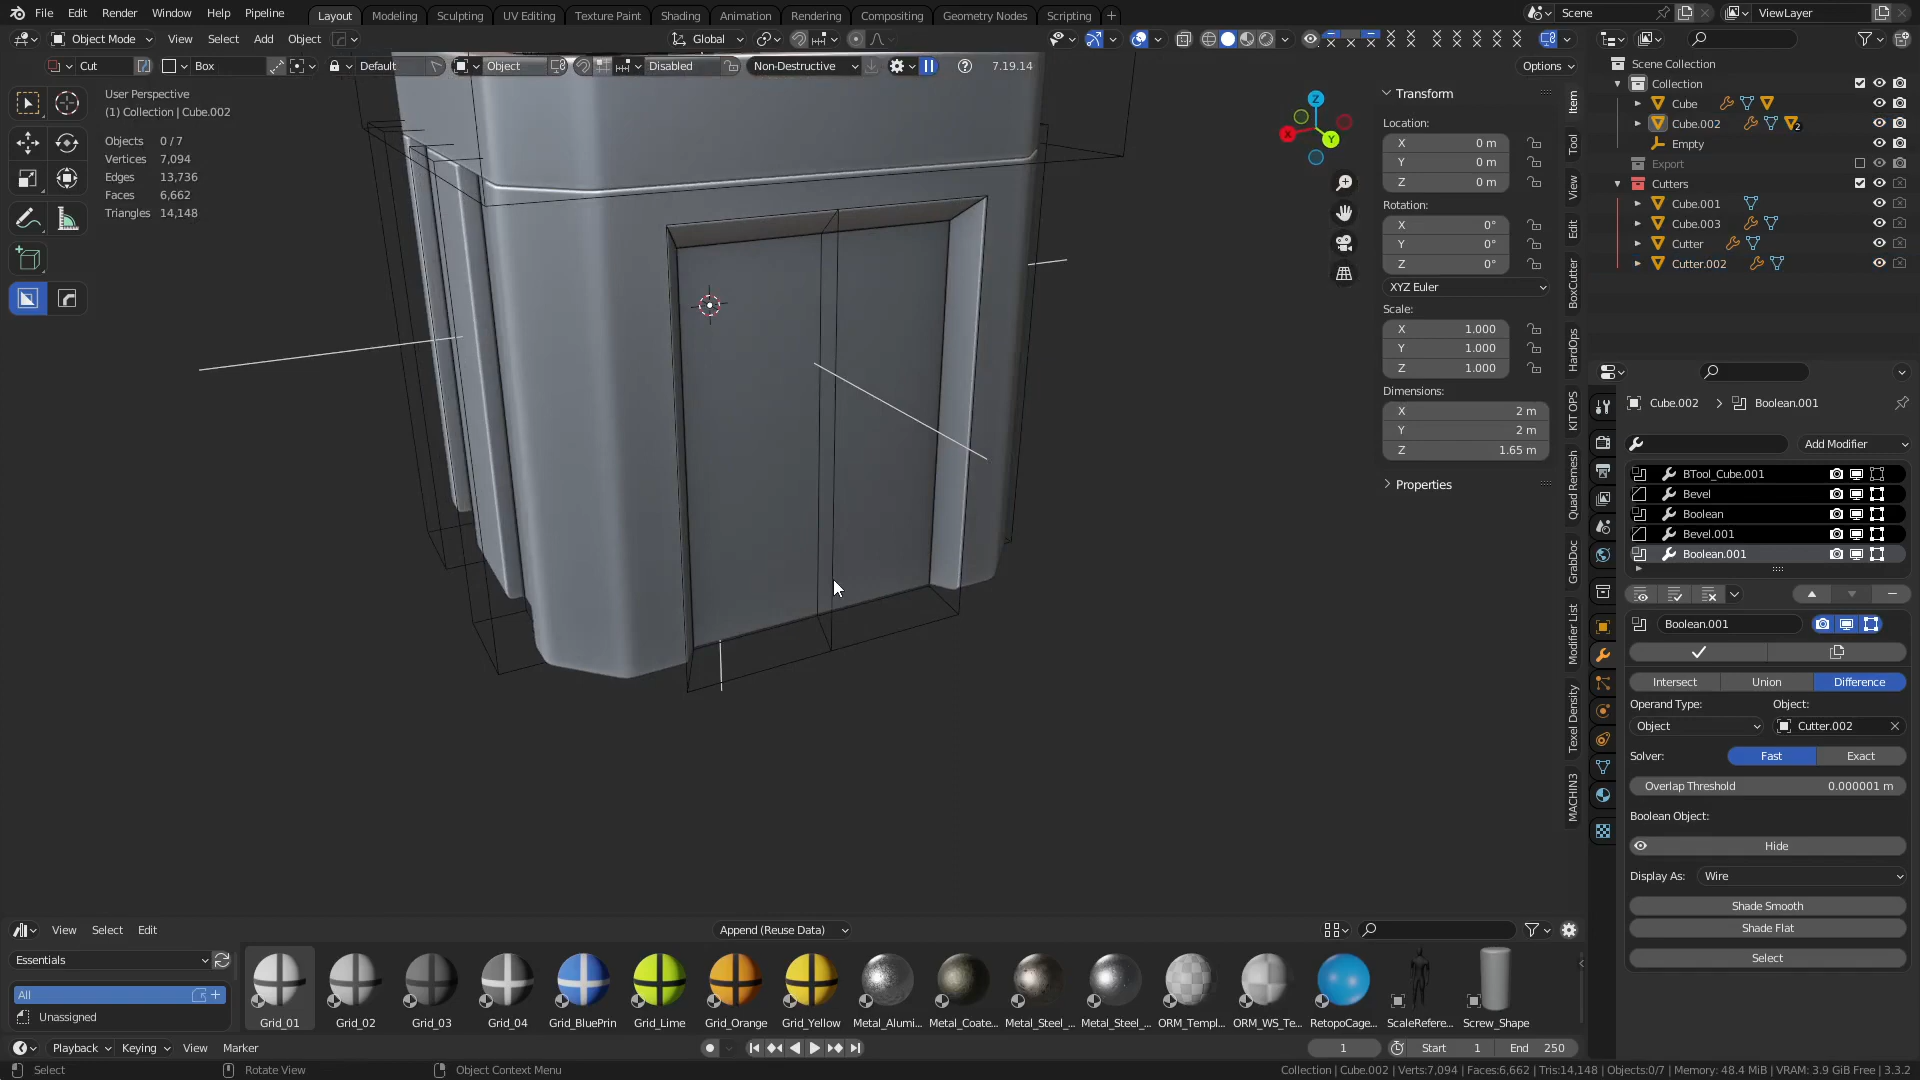 File Edit Render Window Help Pipeline Layout Modeling Sculpting UV Editing Texture Paint Shading Animation Rendering Compositing Geometry Nodes Scripting + Scene ViewLayer
Object Mode View Select Add Object Global
Cut Box Default Object Disabled Non-Destructive 7.19.14 Options
User Perspective
(1) Collection | Cube.002
Objects 0 / 7
Vertices 7,094
Edges 13,736
Faces 6,662
Triangles 14,148
Z
X
Y
Transform
Location:
X 0 m
Y 0 m
Z 0 m
Rotation:
X 0°
Y 0°
Z 0°
XYZ Euler
Scale:
X 1.000
Y 1.000
Z 1.000
Dimensions:
X 2 m
Y 2 m
Z 1.65 m
Properties
Item
Tool
View
Edit
BoxCutter
HardOps
KIT OPS
Quad Remesh
GrabDoc
Modifier List
Texel Density
MACHIN3
Scene Collection
Collection
Cube
Cube.002 2
Empty
Export
Cutters
Cube.001
Cube.003
Cutter
Cutter.002
Cube.002 > Boolean.001
Add Modifier
BTool_Cube.001
Bevel
Boolean
Bevel.001
Boolean.001
Boolean.001
Intersect Union Difference
Operand Type: Object:
Object Cutter.002
Solver: Fast Exact
Overlap Threshold 0.000001 m
Boolean Object:
Hide
Display As: Wire
Shade Smooth
Shade Flat
Select
View Select Edit Append (Reuse Data)
Essentials
All
Unassigned
Grid_01 Grid_02 Grid_03 Grid_04 Grid_BluePrin Grid_Lime Grid_Orange Grid_Yellow Metal_Alumi... Metal_Coate... Metal_Steel_... Metal_Steel_... ORM_Templ... ORM_WS_Te... RetopoCage... ScaleRefere... Screw_Shape
Playback Keying View Marker 1 Start 1 End 250
Select Rotate View Object Context Menu Collection | Cube.002 | Verts:7,094 | Faces:6,662 | Tris:14,148 | Objects:0/7 | Memory: 48.4 MiB | VRAM: 3.9 GiB Free | 3.3.2